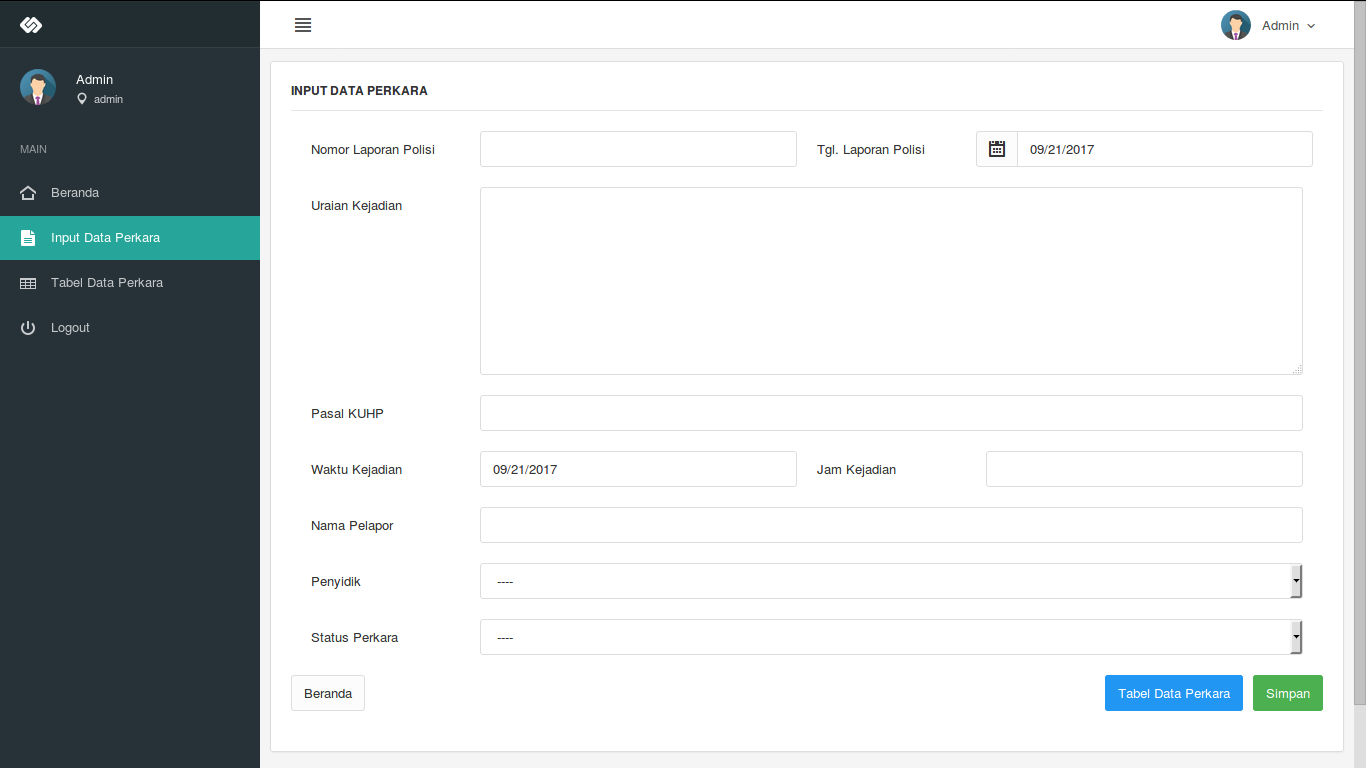 Admin
Admin
admin
MAIN
Beranda
Input Data Perkara
Tabel Data Perkara
Logout
INPUT DATA PERKARA
Nomor Laporan Polisi
Tgl. Laporan Polisi 09/21/2017
Uraian Kejadian
Pasal KUHP
Waktu Kejadian 09/21/2017
Jam Kejadian
Nama Pelapor
Penyidik ----
Status Perkara ----
Beranda
Tabel Data Perkara
Simpan